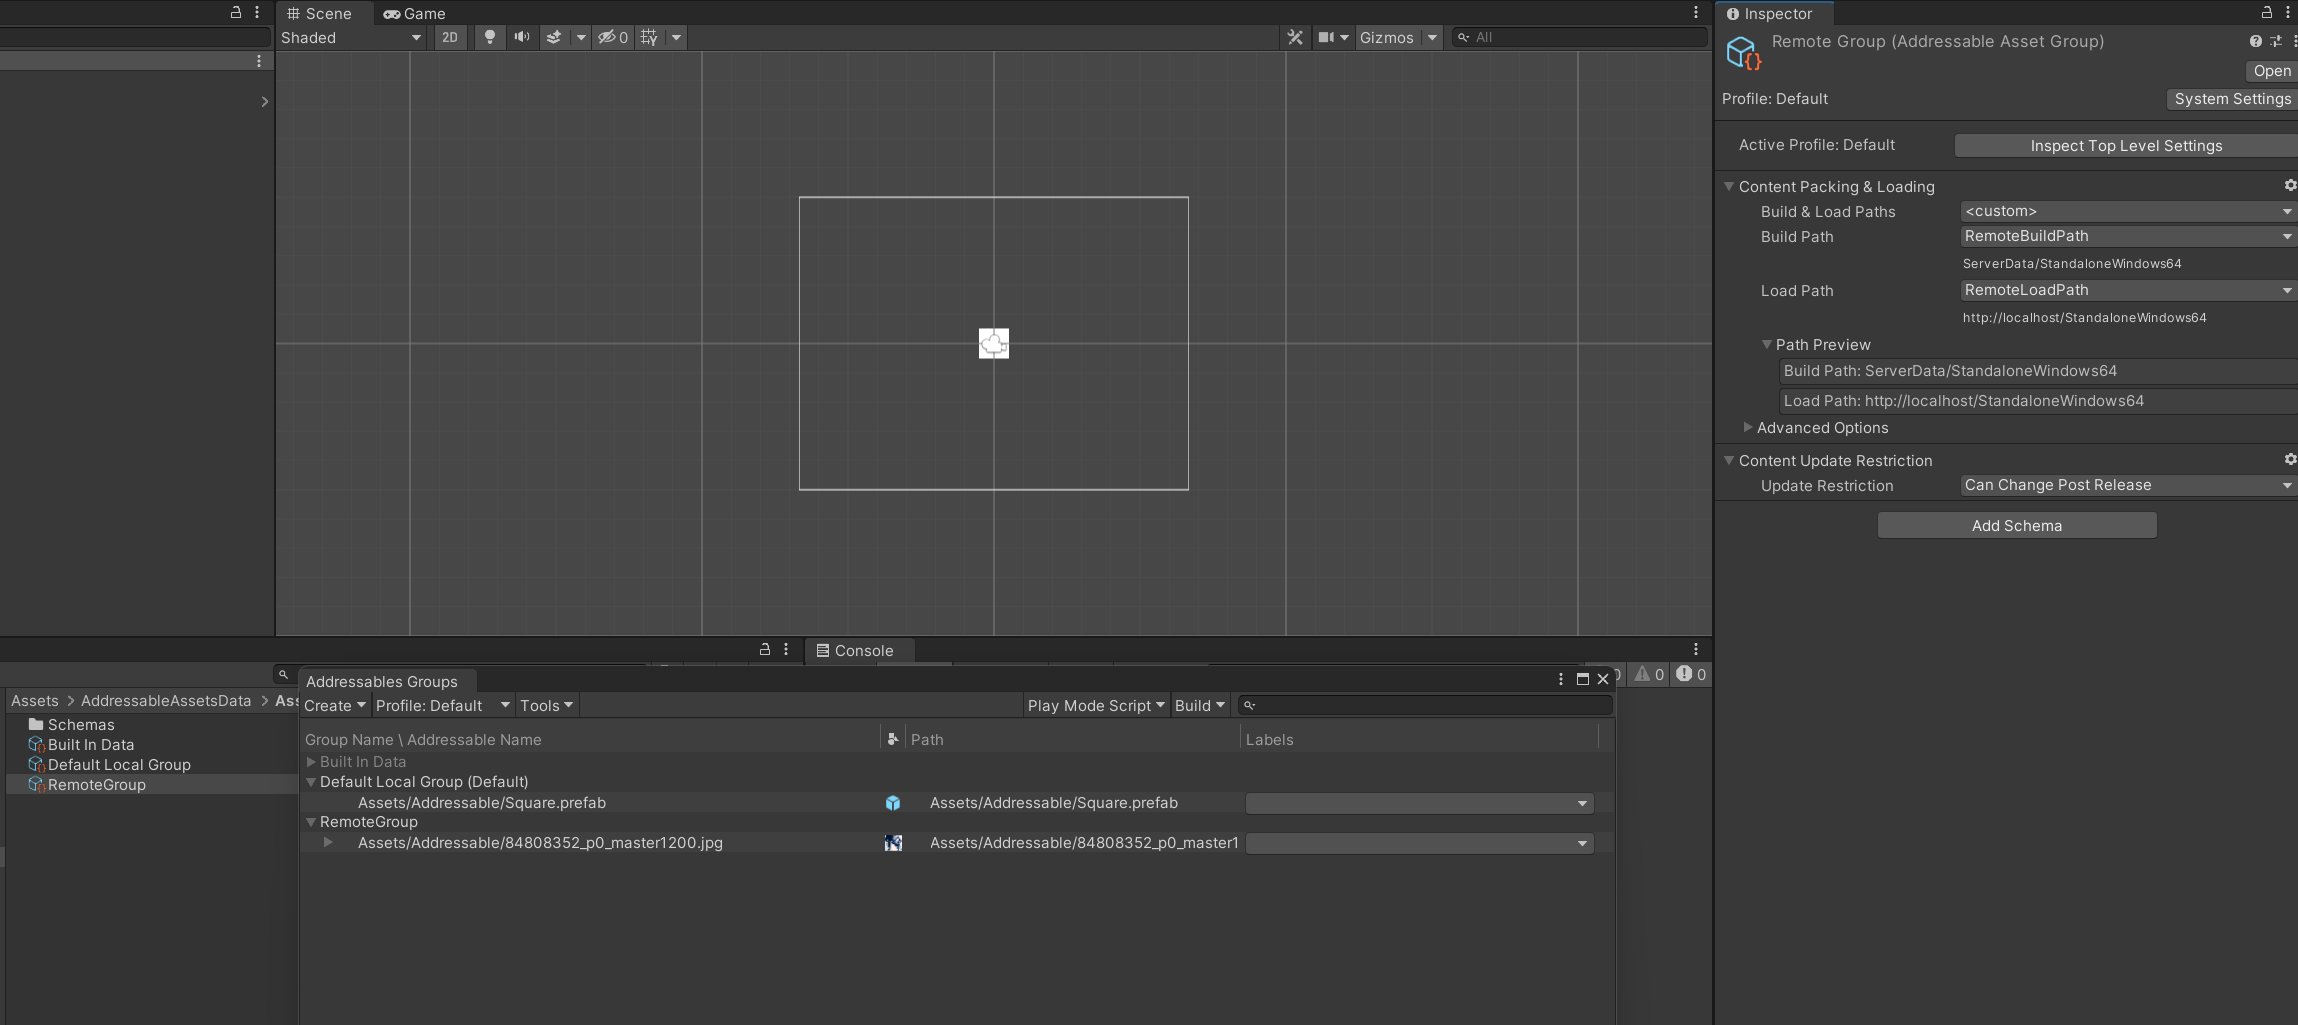 Scene
Game
Shaded
2D
0
Gizmos
All
Inspector
Remote Group (Addressable Asset Group)
Open
Profile: Default
System Settings
Active Profile: Default
Inspect Top Level Settings
Content Packing & Loading
Build & Load Paths
<custom>
Build Path
RemoteBuildPath
ServerData/StandaloneWindows64
Load Path
RemoteLoadPath
http://localhost/StandaloneWindows64
Path Preview
Build Path: ServerData/StandaloneWindows64
Load Path: http://localhost/StandaloneWindows64
Advanced Options
Content Update Restriction
Update Restriction
Can Change Post Release
Add Schema
Console
0
0
Assets > AddressableAssetsData >
Schemas
Built In Data
Default Local Group
RemoteGroup
Addressables Groups
Create
Profile: Default
Tools
Play Mode Script
Build
Group Name \ Addressable Name
Path
Labels
Built In Data
Default Local Group (Default)
Assets/Addressable/Square.prefab
Assets/Addressable/Square.prefab
RemoteGroup
Assets/Addressable/84808352_p0_master1200.jpg
Assets/Addressable/84808352_p0_master1